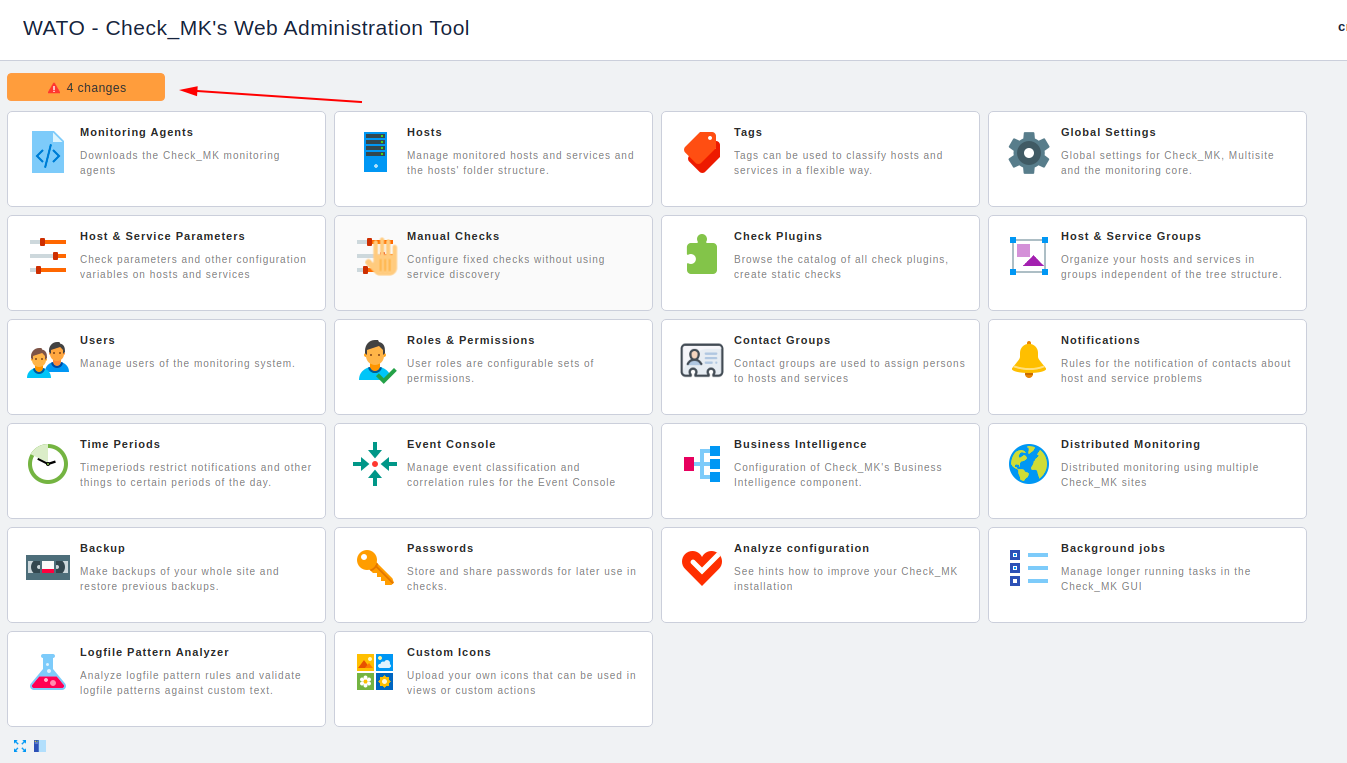 WATO - Check_MK's Web Administration Tool
4 changes
Monitoring Agents
Downloads the Check_MK monitoring
agents
Hosts
Manage monitored hosts and services and
the hosts' folder structure.
Tags
Tags can be used to classify hosts and
services in a flexible way.
Global Settings
Global settings for Check_MK, Multisite
and the monitoring core.
Host & Service Parameters
Check parameters and other configuration
variables on hosts and services
Manual Checks
Configure fixed checks without using
service discovery
Check Plugins
Browse the catalog of all check plugins,
create static checks
Host & Service Groups
Organize your hosts and services in
groups independent of the tree structure.
Users
Manage users of the monitoring system.
Roles & Permissions
User roles are configurable sets of
permissions.
Contact Groups
Contact groups are used to assign persons
to hosts and services
Notifications
Rules for the notification of contacts about
host and service problems
Time Periods
Timeperiods restrict notifications and other
things to certain periods of the day.
Event Console
Manage event classification and
correlation rules for the Event Console
Business Intelligence
Configuration of Check_MK's Business
Intelligence component.
Distributed Monitoring
Distributed monitoring using multiple
Check_MK sites
Backup
Make backups of your whole site and
restore previous backups.
Passwords
Store and share passwords for later use in
checks.
Analyze configuration
See hints how to improve your Check_MK
installation
Background jobs
Manage longer running tasks in the
Check_MK GUI
Logfile Pattern Analyzer
Analyze logfile pattern rules and validate
logfile patterns against custom text.
Custom Icons
Upload your own icons that can be used in
views or custom actions